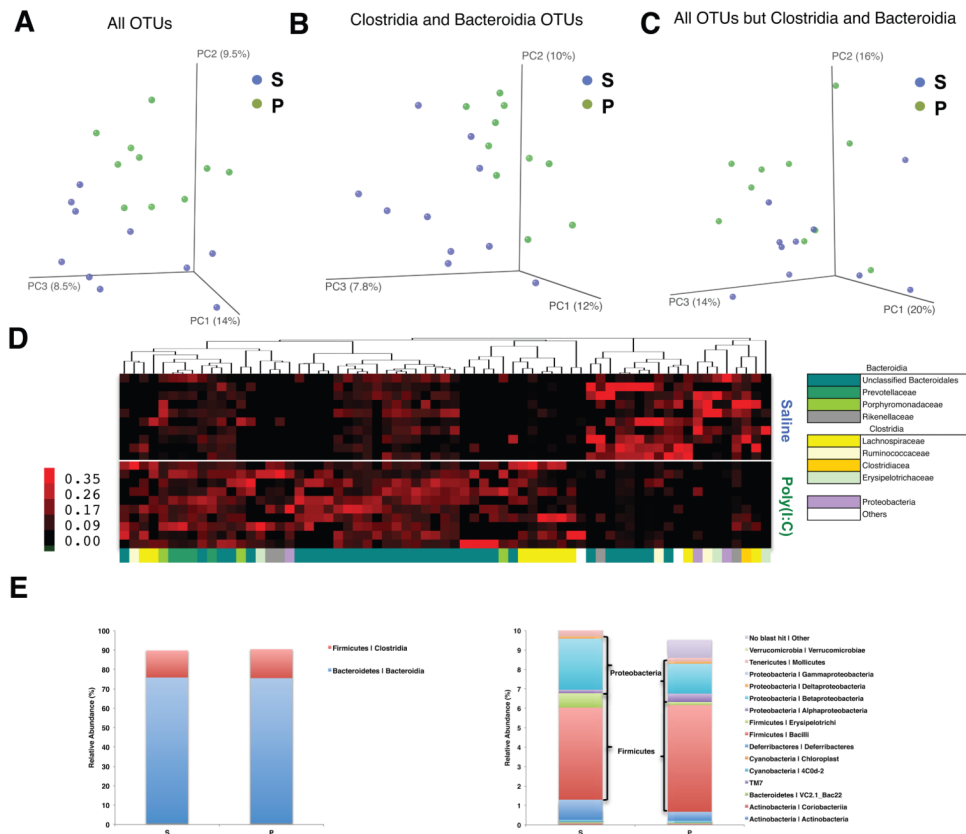 A
All OTUs
PC2 (9.5%)
S
P
PC3 (8.5%)
PC1 (14%)
B
Clostridia and Bacteroidia OTUs
PC2 (10%)
S
P
PC3 (7.8%)
PC1 (12%)
C
All OTUs but Clostridia and Bacteroidia
PC2 (16%)
S
P
PC3 (14%)
PC1 (20%)
D
Saline
Poly(I:C)
0.35
0.26
0.17
0.09
0.00
Bacteroidia
Unclassified Bacteroidales
Prevotellaceae
Porphyromonadaceae
Rikenellaceae
Clostridia
Lachnospiraceae
Ruminococcaceae
Clostridiacea
Erysipelotrichaceae
Proteobacteria
Others
E
Relative Abundance (%)
100
90
80
70
60
50
40
30
20
10
0
S
P
Firmicutes | Clostridia
Bacteroidetes | Bacteroidia
Relative Abundance (%)
10
9
8
7
6
5
4
3
2
1
0
S
P
Proteobacteria
Firmicutes
No blast hit | Other
Verrucomicrobia | Verrucomicrobiae
Tenericutes | Mollicutes
Proteobacteria | Gammaproteobacteria
Proteobacteria | Deltaproteobacteria
Proteobacteria | Betaproteobacteria
Proteobacteria | Alphaproteobacteria
Firmicutes | Erysipelotrichi
Firmicutes | Bacilli
Deferribacteres | Deferribacteres
Cyanobacteria | Chloroplast
Cyanobacteria | 4C0d-2
TM7
Bacteroidetes | VC2.1_Bac22
Actinobacteria | Coriobacteriia
Actinobacteria | Actinobacteria